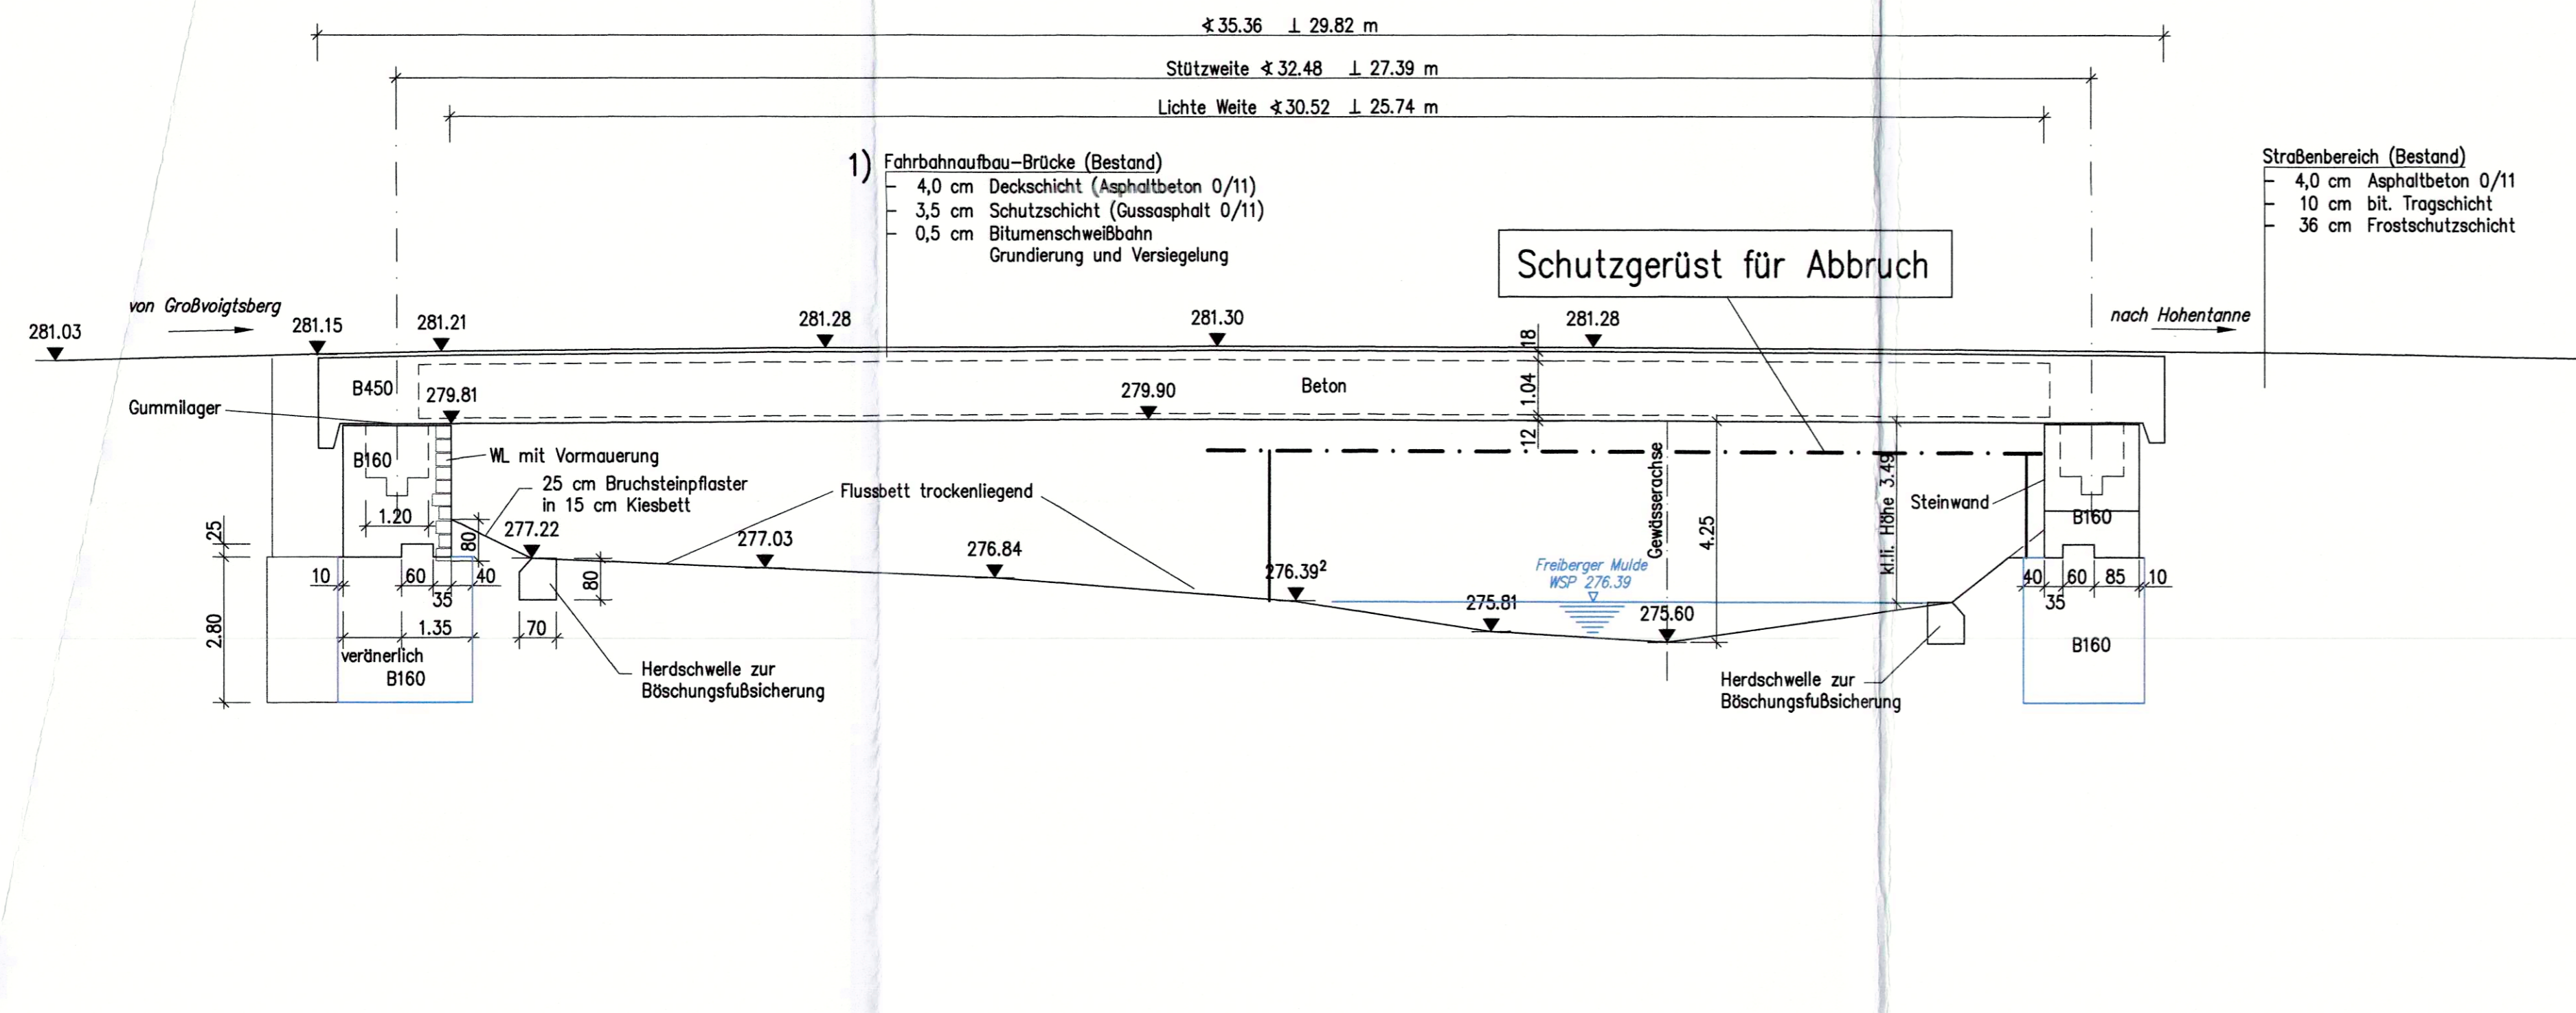 ∢35.36 ⊥ 29.82 m
Stützweite ∢32.48 ⊥ 27.39 m
Lichte Weite ∢30.52 ⊥ 25.74 m
1) Fahrbahnaufbau-Brücke (Bestand)
4,0 cm Deckschicht (Asphaltbeton 0/11)
3,5 cm Schutzschicht (Gussasphalt 0/11)
0,5 cm Bitumenschweißbahn
Grundierung und Versiegelung
Straßenbereich (Bestand)
4,0 cm Asphaltbeton 0/11
10 cm bit. Tragschicht
36 cm Frostschutzschicht
Schutzgerüst für Abbruch
von Großvoigtsberg
nach Hohentanne
281.03
281.15
281.21
281.28
281.30
281.28
18
B450
279.81
279.90
Beton
1.04
Gummilager
12
B160
WL mit Vormauerung
25 cm Bruchsteinpflaster
in 15 cm Kiesbett
Flussbett trockenliegend
Gewässerachse
4.25
kl.li. Höhe 3.49
Steinwand
B160
1.20
25
80
277.22
277.03
276.84
276.39²
Freiberger Mulde
WSP 276.39
275.81
275.60
10
60
40
35
80
40
60
85
10
35
2.80
1.35
70
veränerlich
B160
Herdschwelle zur
Böschungsfußsicherung
Herdschwelle zur
Böschungsfußsicherung
B160